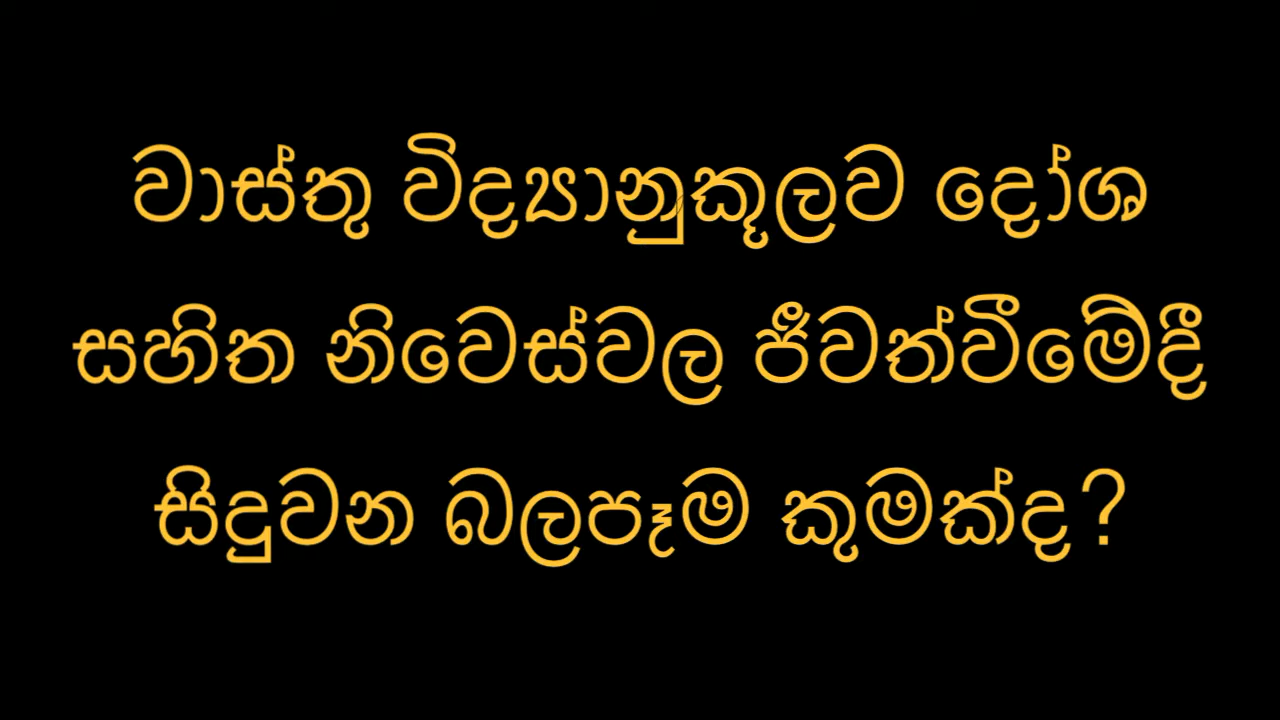 වාස්තු විද්‍යානුකූලව දෝශ
සහිත නිවෙස්වල ජීවත්වීමේදී
සිදුවන බලපෑම කුමක්ද?